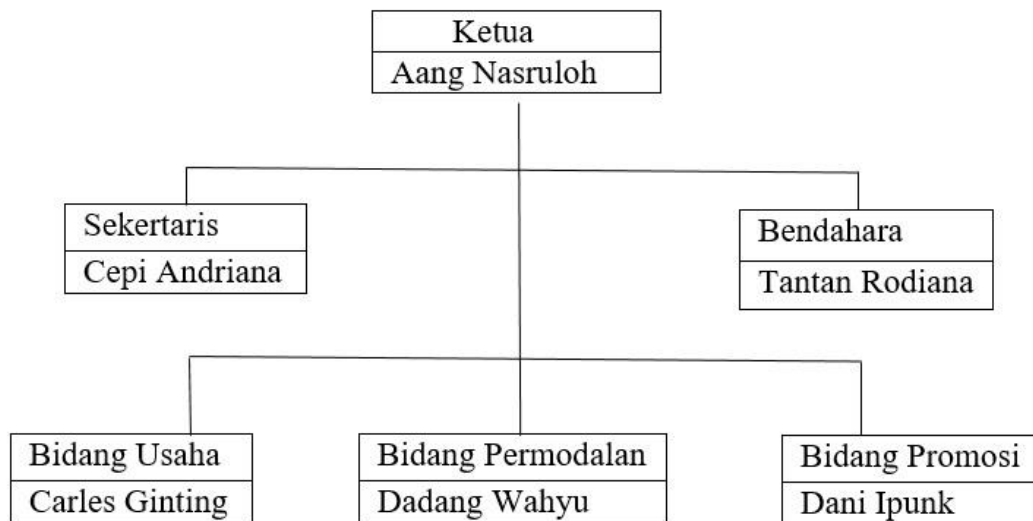 Ketua
Aang Nasruloh
Sekertaris
Cepi Andriana
Bendahara
Tantan Rodiana
Bidang Usaha
Carles Ginting
Bidang Permodalan
Dadang Wahyu
Bidang Promosi
Dani Ipunk